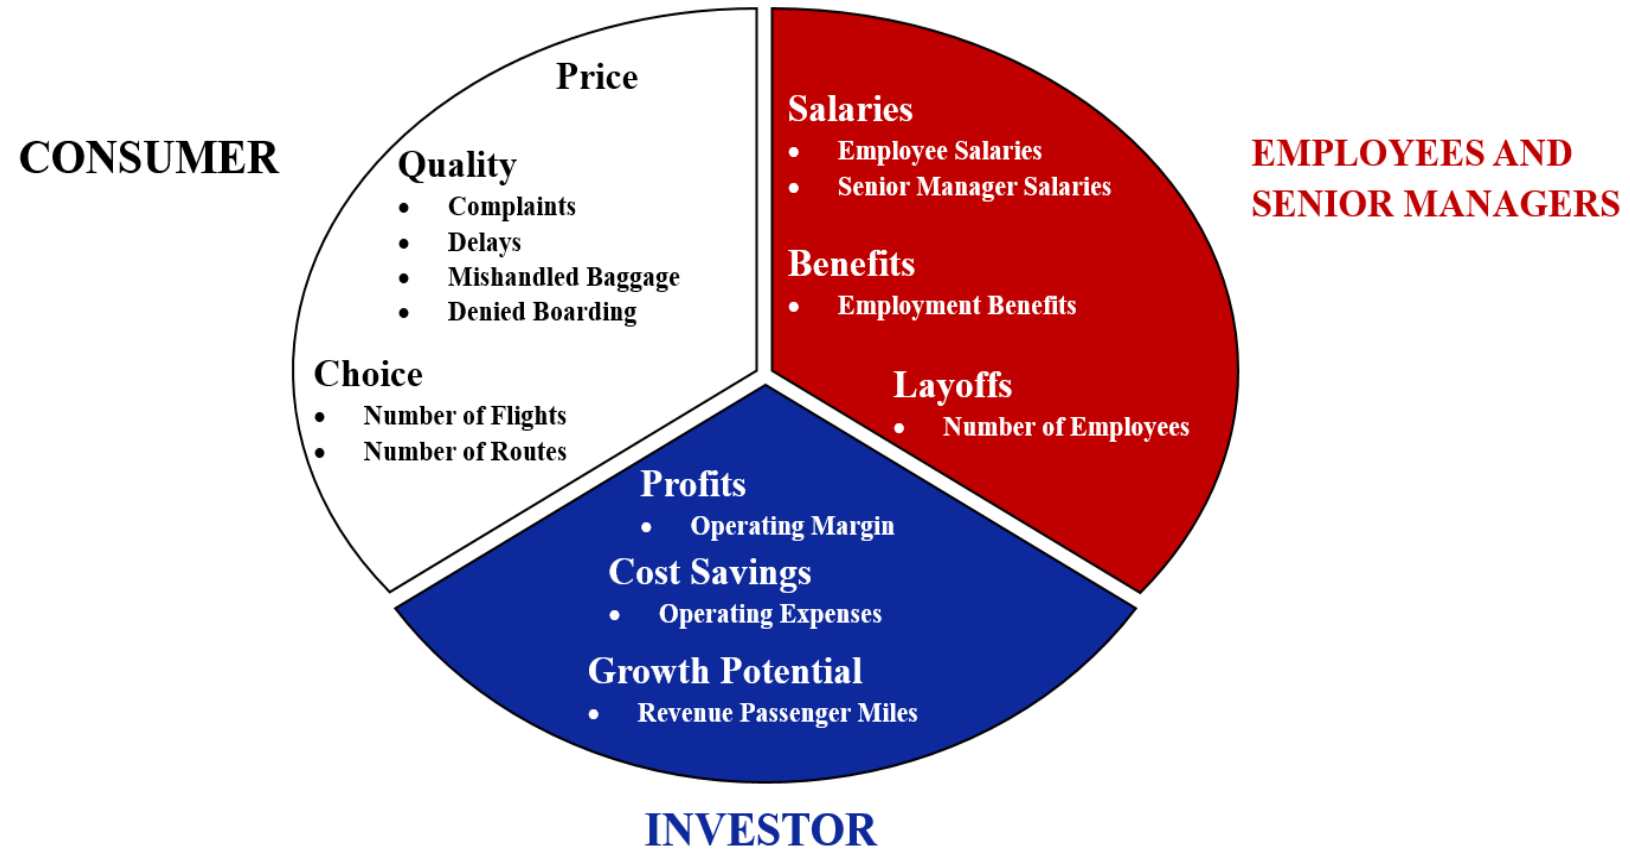 CONSUMER
Price
Quality
• Complaints
• Delays
• Mishandled Baggage
• Denied Boarding
Choice
• Number of Flights
• Number of Routes
EMPLOYEES AND
SENIOR MANAGERS
Salaries
• Employee Salaries
• Senior Manager Salaries
Benefits
• Employment Benefits
Layoffs
• Number of Employees
Profits
• Operating Margin
Cost Savings
• Operating Expenses
Growth Potential
• Revenue Passenger Miles
INVESTOR